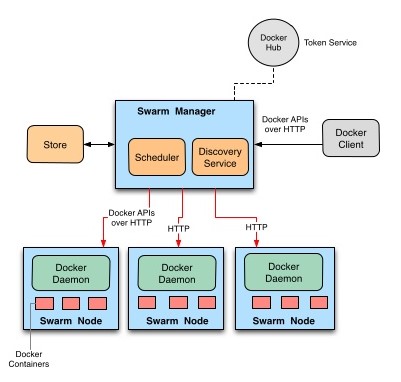 Docker
Hub
Token Service
Swarm Manager
Docker APIs
over HTTP
Store
Scheduler
Discovery
Service
Docker
Client
Docker APIs
over HTTP
HTTP
HTTP
Docker
Daemon
Docker
Daemon
Docker
Daemon
Swarm Node
Swarm Node
Swarm Node
Docker
Containers